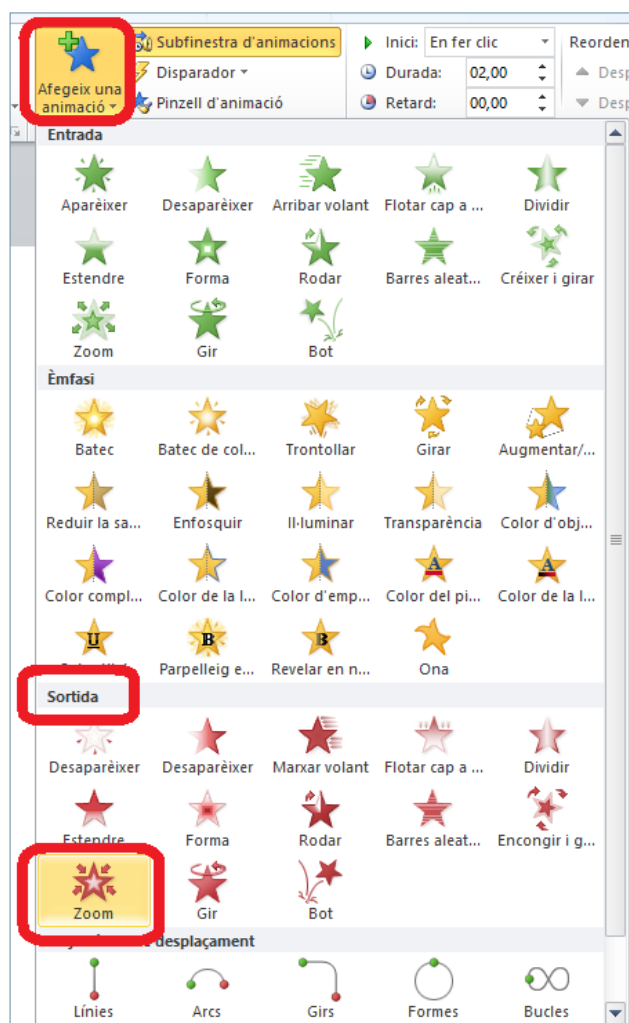 Subfinestra d'animacions Inici: En fer clic Reorden
Afegeix una Disparador Durada: 02,00 Desp
animació Pinzell d'animació Retard: 00,00 Desp
Entrada
Aparèixer Desaparèixer Arribar volant Flotar cap a ... Dividir
Estendre Forma Rodar Barres aleat... Créixer i girar
Zoom Gir Bot
Èmfasi
Batec Batec de col... Trontollar Girar Augmentar/...
Reduir la sa... Enfosquir Il·luminar Transparència Color d'obj...
Color compl... Color de la l... Color d'emp... Color del pi... Color de la l...
Parpelleig e... Revelar en n... Ona
Sortida
Desaparèixer Desaparèixer Marxar volant Flotar cap a ... Dividir
Estendre Forma Rodar Barres aleat... Encongir i g...
Zoom Gir Bot
desplaçament
Línies Arcs Girs Formes Bucles